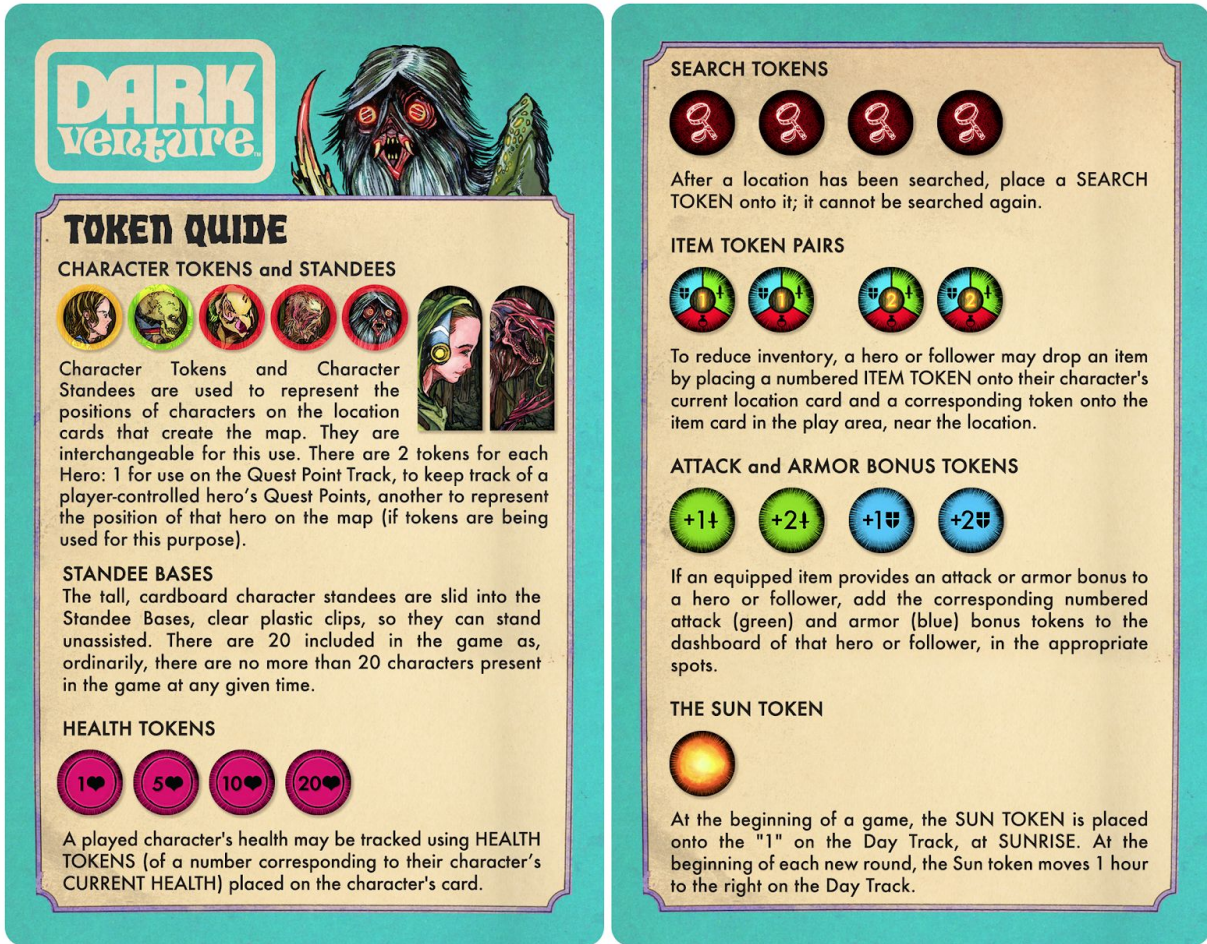 DARK
venture™
TOKEN QUIDE
CHARACTER TOKENS and STANDEES
Character Tokens and Character
Standees are used to represent the
positions of characters on the location
cards that create the map. They are
interchangeable for this use. There are 2 tokens for each
Hero: 1 for use on the Quest Point Track, to keep track of a
player-controlled hero’s Quest Points, another to represent
the position of that hero on the map (if tokens are being
used for this purpose).
STANDEE BASES
The tall, cardboard character standees are slid into the
Standee Bases, clear plastic clips, so they can stand
unassisted. There are 20 included in the game as,
ordinarily, there are no more than 20 characters present
in the game at any given time.
HEALTH TOKENS
1 5 10 20
A played character's health may be tracked using HEALTH
TOKENS (of a number corresponding to their character’s
CURRENT HEALTH) placed on the character's card.
SEARCH TOKENS
After a location has been searched, place a SEARCH
TOKEN onto it; it cannot be searched again.
ITEM TOKEN PAIRS
1 1 2 2
To reduce inventory, a hero or follower may drop an item
by placing a numbered ITEM TOKEN onto their character's
current location card and a corresponding token onto the
item card in the play area, near the location.
ATTACK and ARMOR BONUS TOKENS
+1 +2 +1 +2
If an equipped item provides an attack or armor bonus to
a hero or follower, add the corresponding numbered
attack (green) and armor (blue) bonus tokens to the
dashboard of that hero or follower, in the appropriate
spots.
THE SUN TOKEN
At the beginning of a game, the SUN TOKEN is placed
onto the "1" on the Day Track, at SUNRISE. At the
beginning of each new round, the Sun token moves 1 hour
to the right on the Day Track.